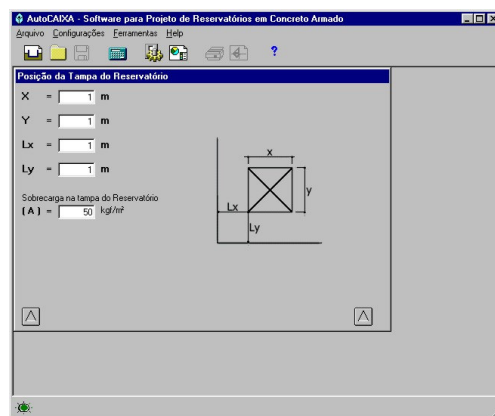 AutoCAIXA - Software para Projeto de Reservatórios em Concreto Armado
Arquivo Configurações Ferramentas Help
?
Posição da Tampa do Reservatório
X = 1 m
Y = 1 m
Lx = 1 m
Ly = 1 m
Sobrecarga na tampa do Reservatório
( A ) = 50 kgf/m²
x
y
Lx
Ly